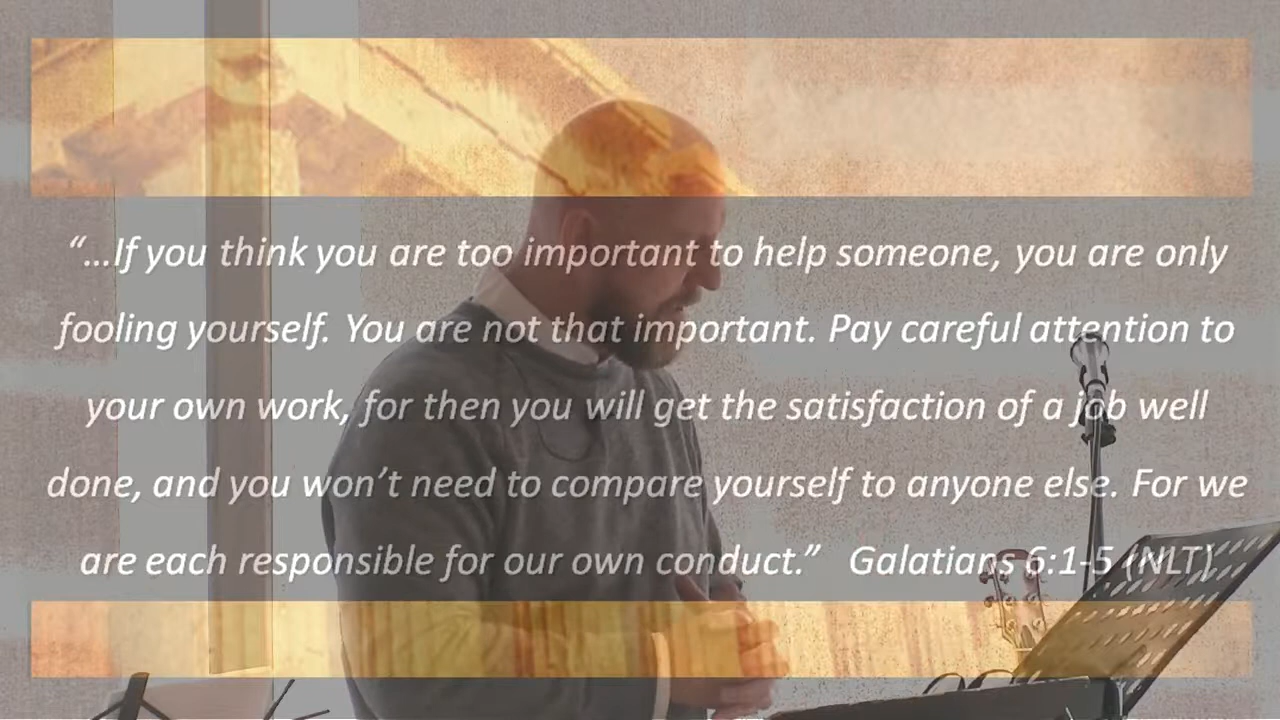 “...If you think you are too important to help someone, you are only
fooling yourself. You are not that important. Pay careful attention to
your own work, for then you will get the satisfaction of a job well
done, and you won’t need to compare yourself to anyone else. For we
are each responsible for our own conduct.” Galatians 6:1-5 (NLT)